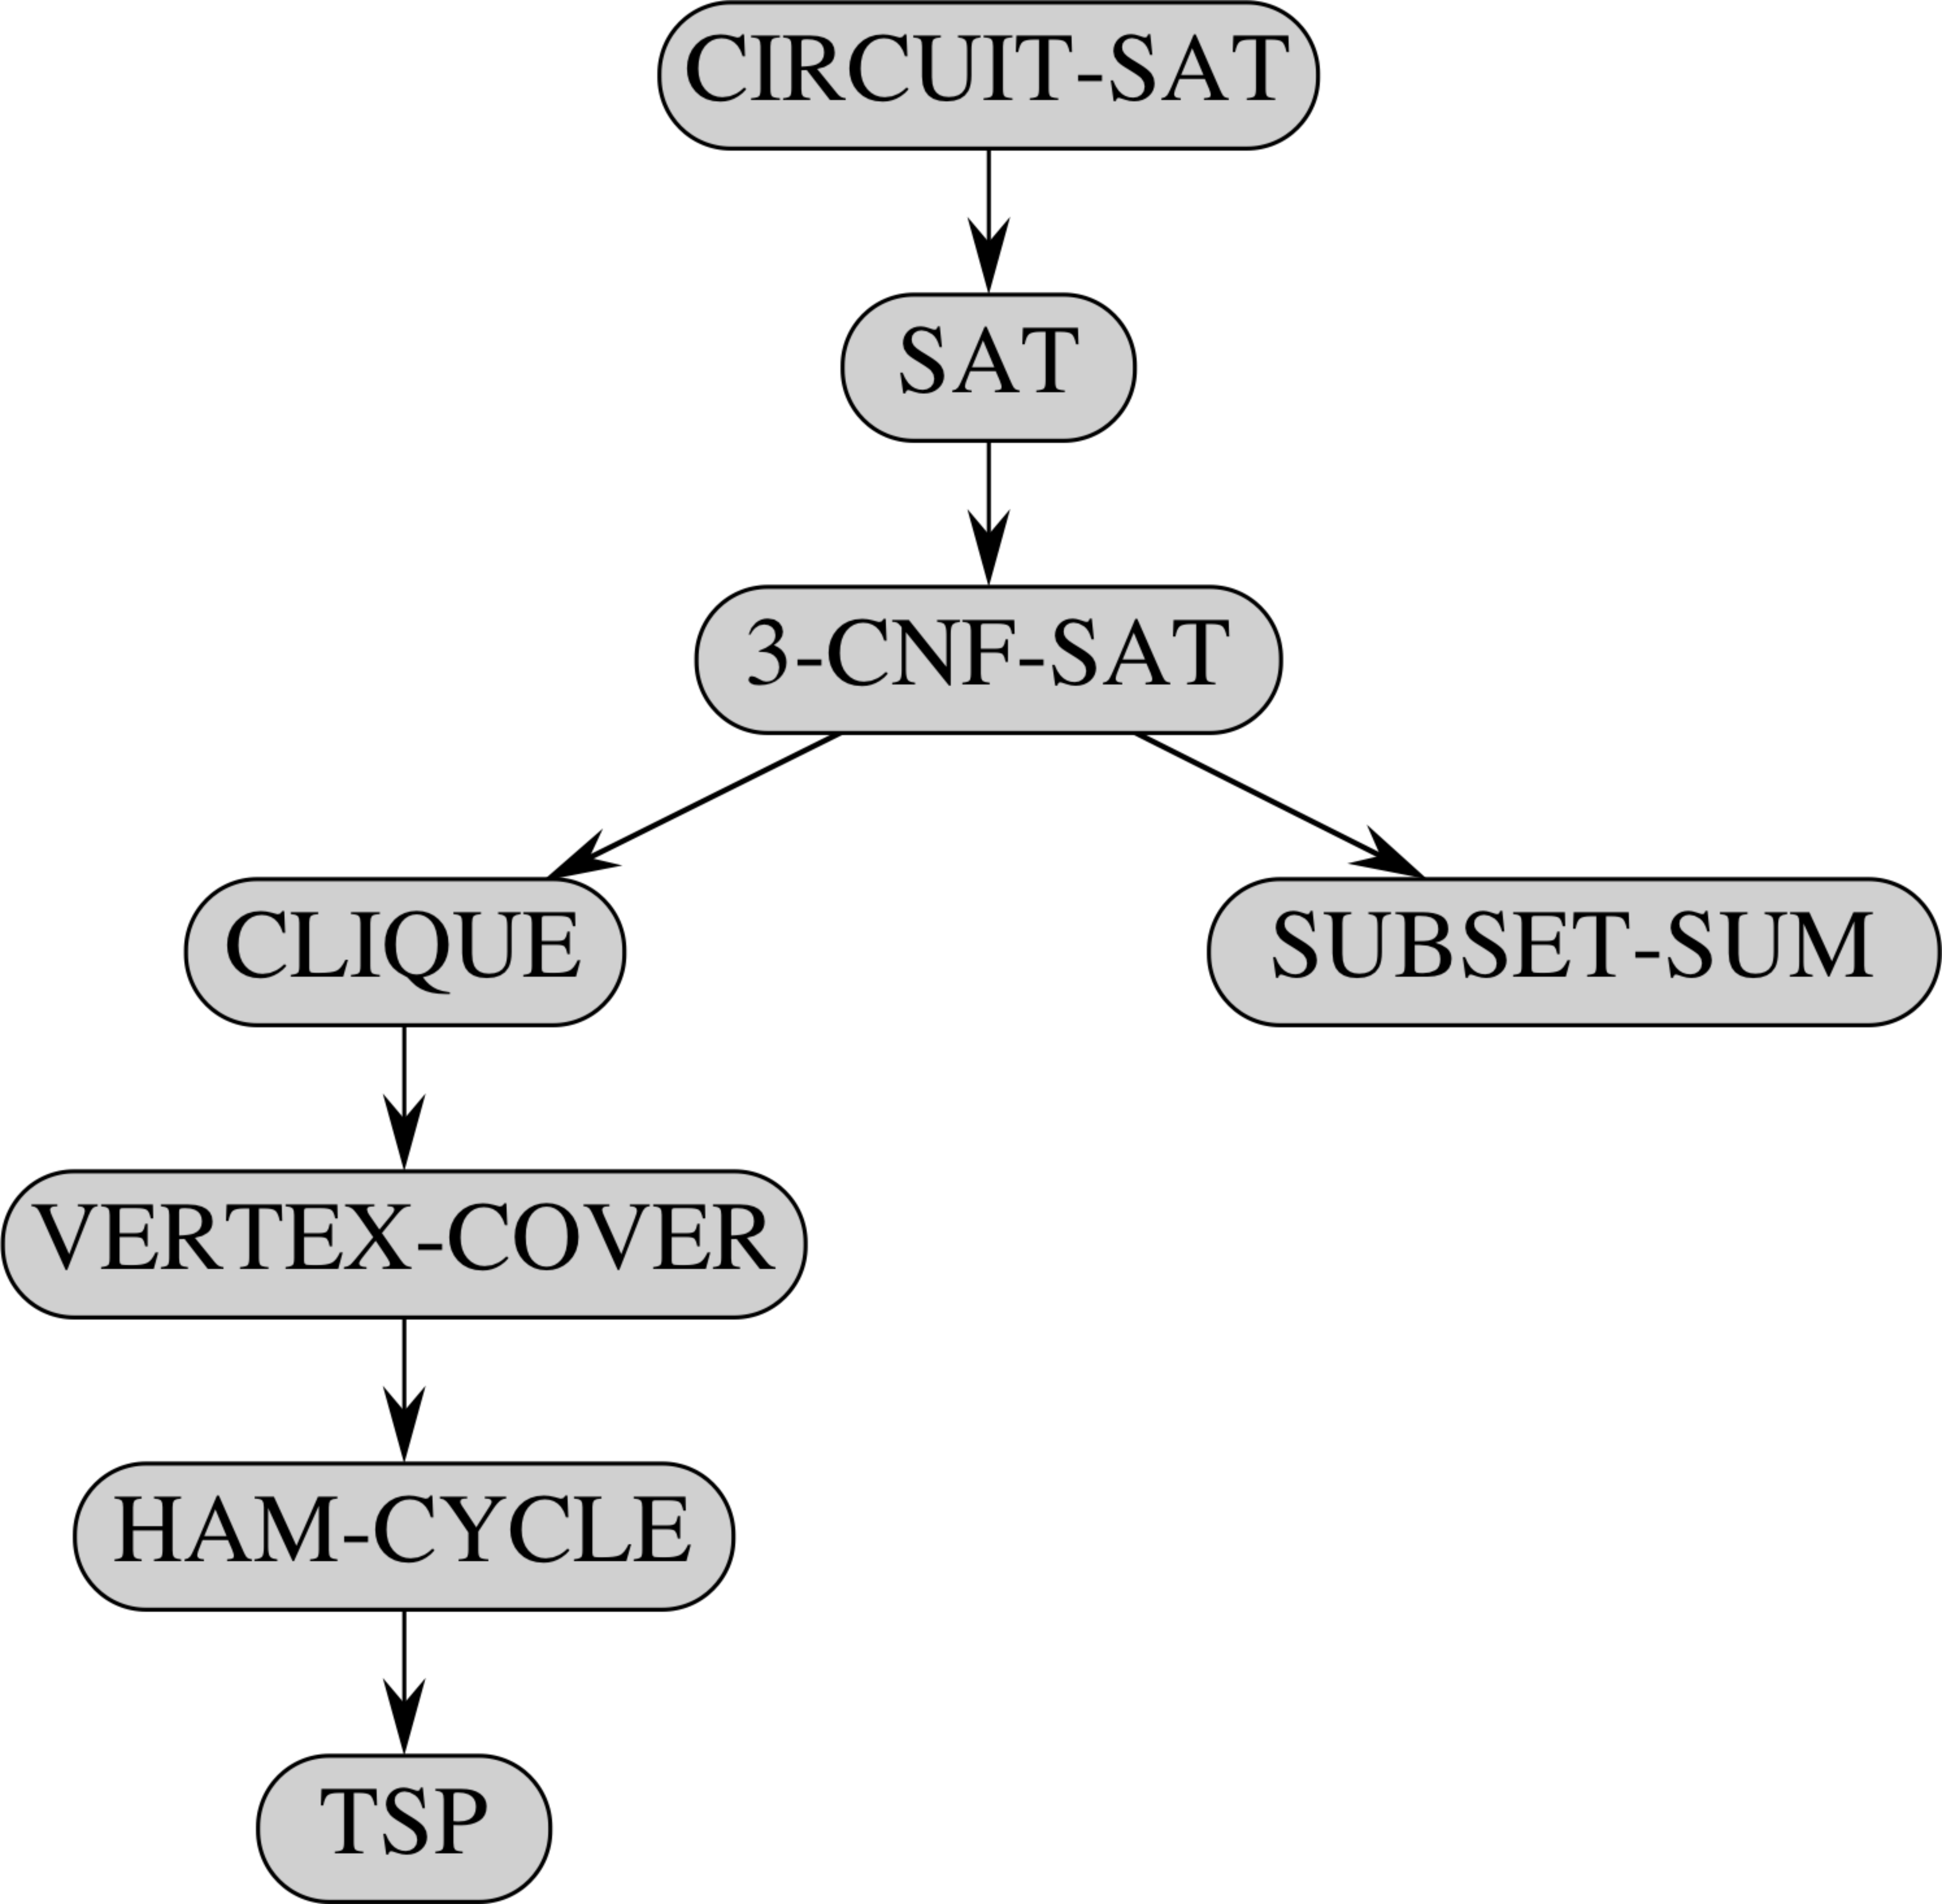 CIRCUIT-SAT
SAT
3-CNF-SAT
CLIQUE
SUBSET-SUM
VERTEX-COVER
HAM-CYCLE
TSP